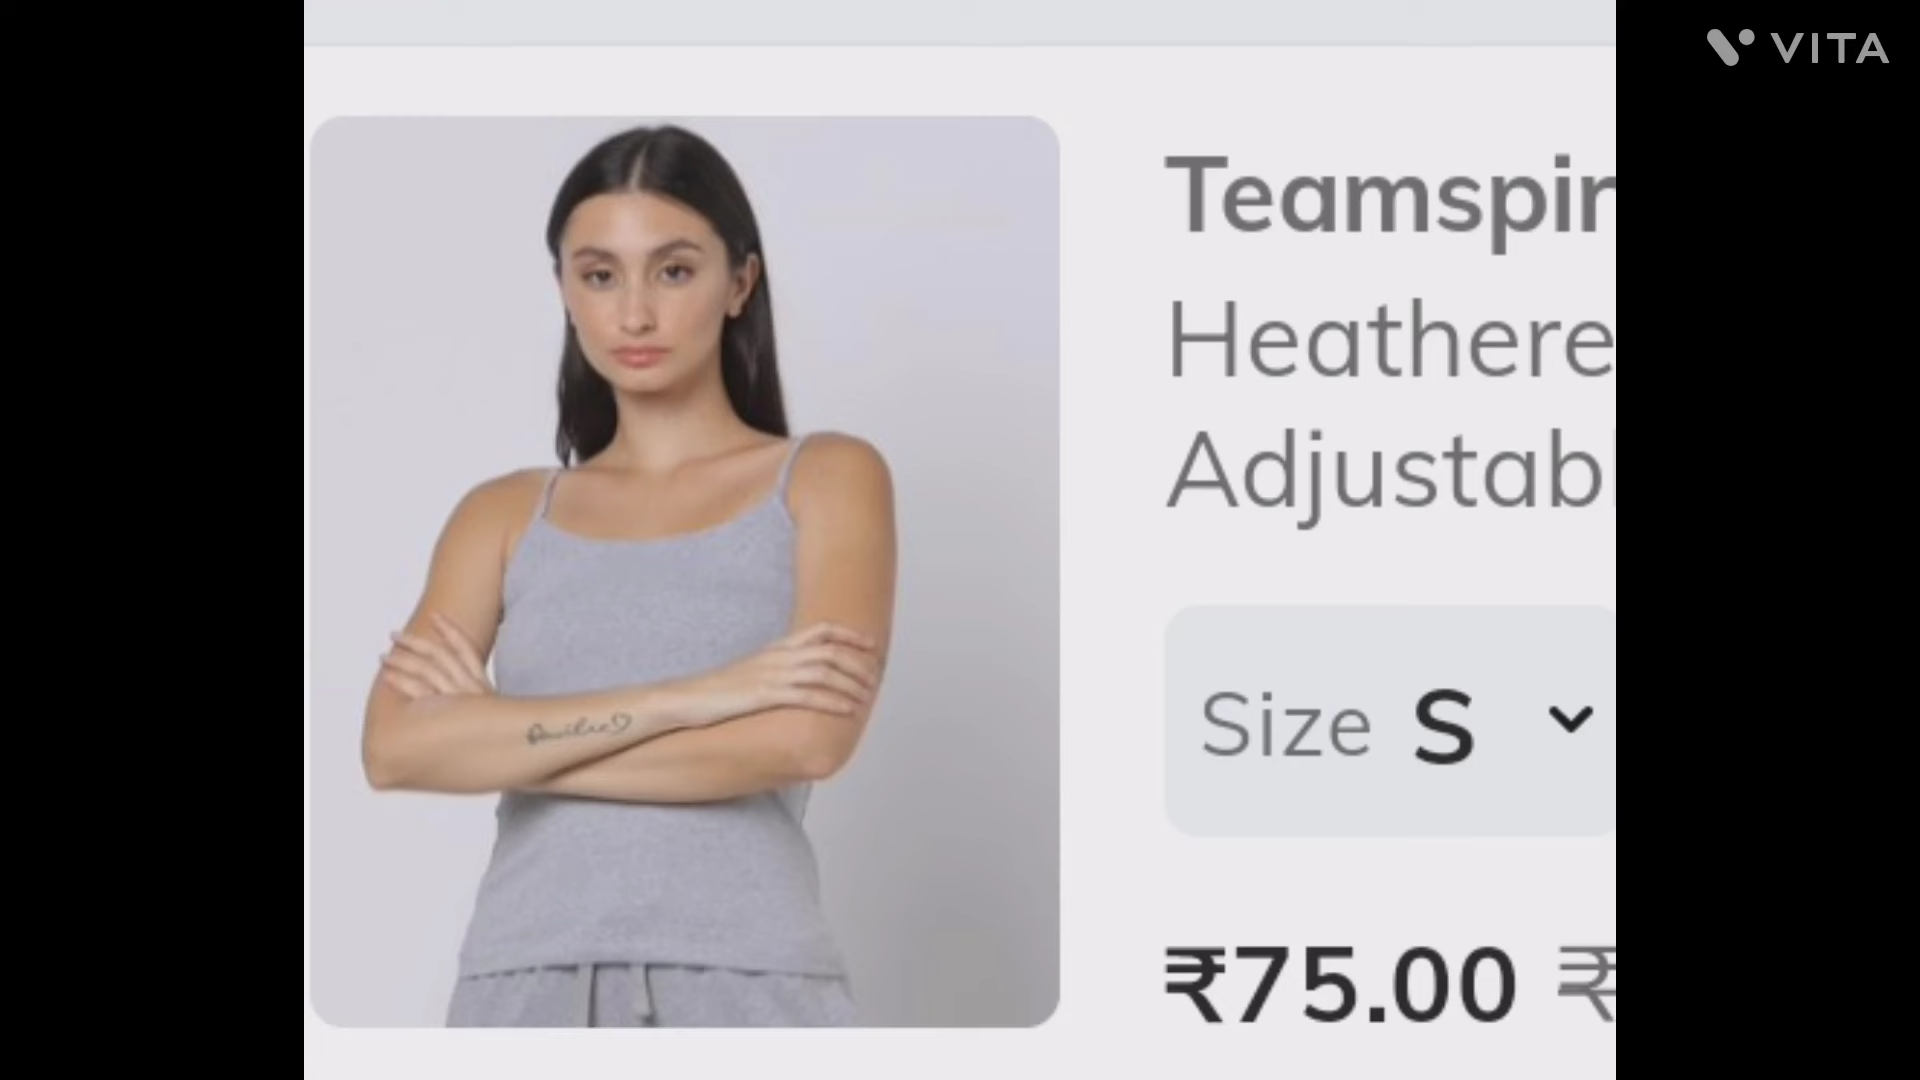 VITA
Teamspir
Heathere
Adjustabl
Size S
₹75.00 ₹